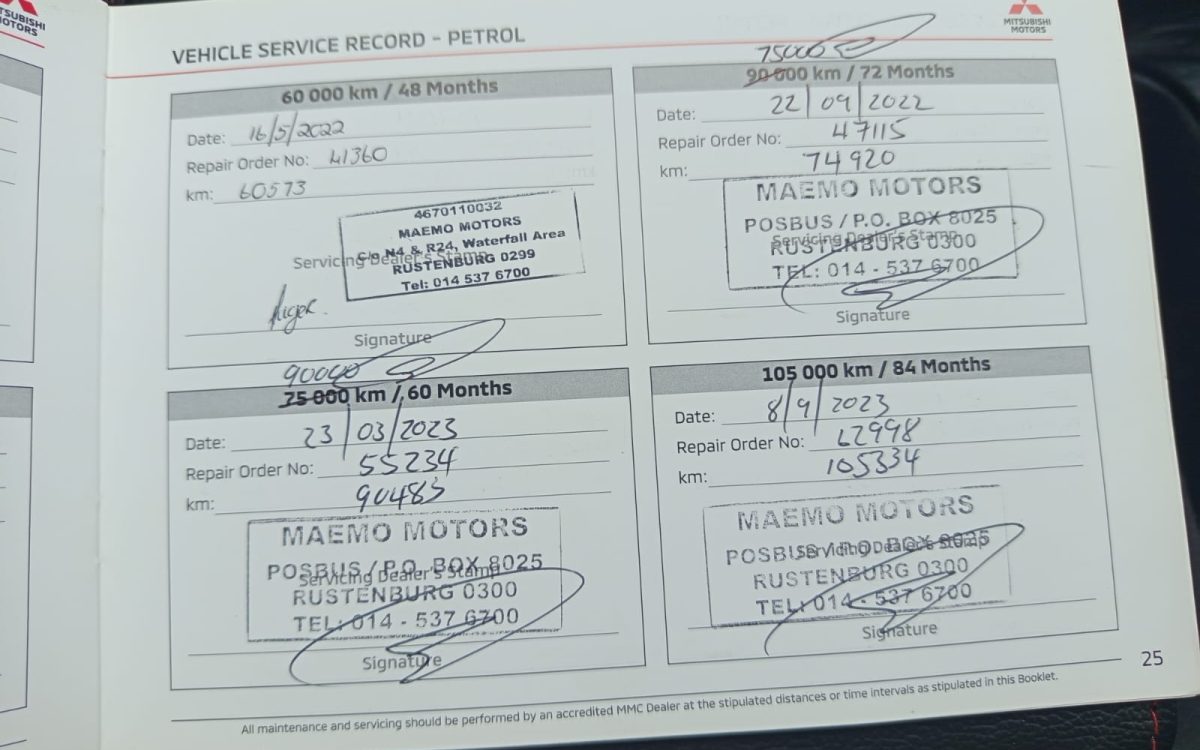 TSUBISHI
MOTORS
MITSUBISHI
MOTORS
VEHICLE SERVICE RECORD - PETROL
60 000 km / 48 Months
Date: 16/5/2022
Repair Order No: 41360
km: 60573
4670110032
MAEMO MOTORS
C/o N4 & R24, Waterfall Area
Servicing Dealer's Stamp
RUSTENBURG 0299
Tel: 014 537 6700
Signature
75000
90 000 km / 72 Months
Date: 22/09/2022
Repair Order No: 47115
km: 74920
MAEMO MOTORS
POSBUS / P.O. BOX 8025
Servicing Dealer's Stamp
RUSTENBURG 0300
TEL: 014 - 537 6700
Signature
90000
75 000 km / 60 Months
Date: 23/03/2023
Repair Order No: 55234
km: 90483
MAEMO MOTORS
POSBUS / P.O. BOX 8025
Servicing Dealer's Stamp
RUSTENBURG 0300
TEL: 014 - 537 6700
Signature
105 000 km / 84 Months
Date: 8/9/2023
Repair Order No: 62998
km: 105334
MAEMO MOTORS
POSBUS / P.O. BOX 8025
Servicing Dealer's Stamp
RUSTENBURG 0300
TEL: 014 - 537 6700
Signature
25
All maintenance and servicing should be performed by an accredited MMC Dealer at the stipulated distances or time intervals as stipulated in this Booklet.